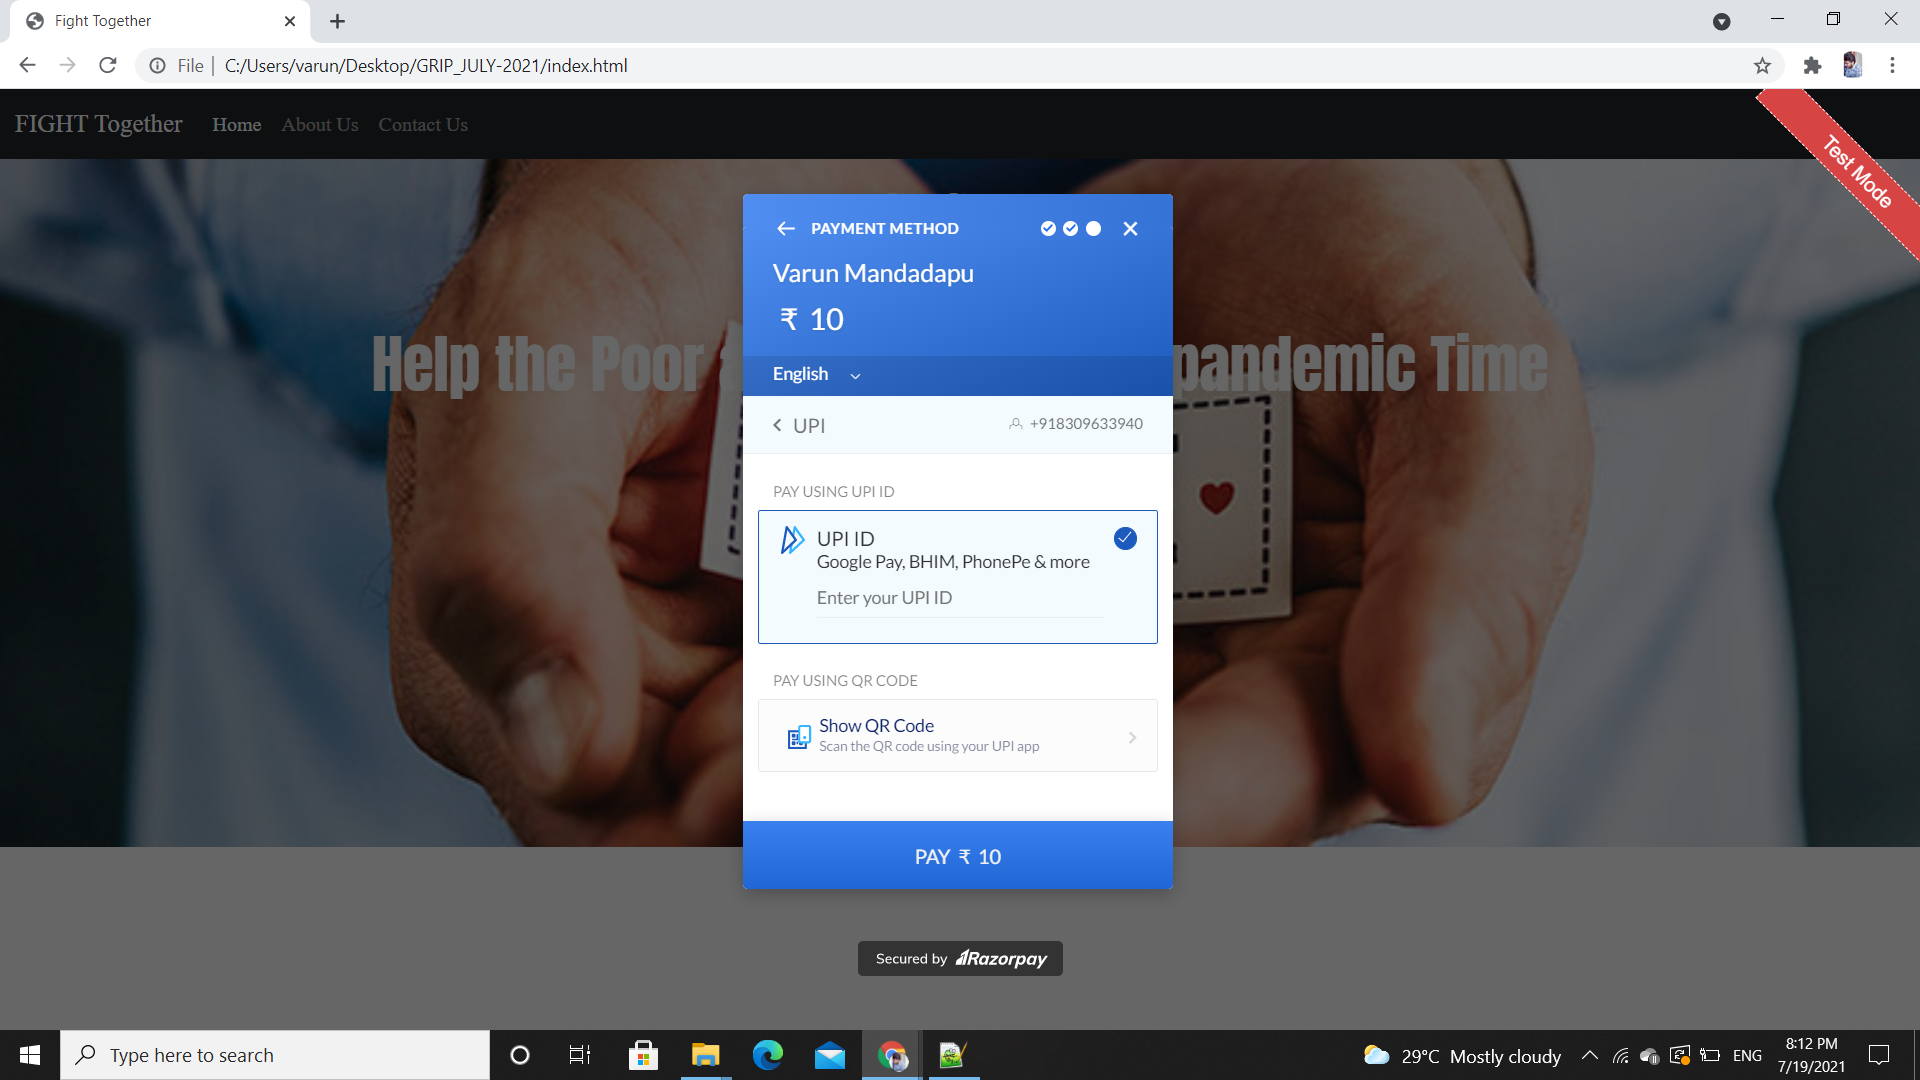 Fight Together
File
C:/Users/varun/Desktop/GRIP_JULY-2021/index.html
FIGHT Together
Home
About Us
Contact Us
Test Mode
PAYMENT METHOD
Varun Mandadapu
₹ 10
Help the Poor
pandemic Time
English
UPI
+918309633940
PAY USING UPI ID
UPI ID
Google Pay, BHIM, PhonePe & more
Enter your UPI ID
PAY USING QR CODE
Show QR Code
Scan the QR code using your UPI app
PAY ₹ 10
Secured by Razorpay
Type here to search
29°C Mostly cloudy
ENG
8:12 PM
7/19/2021